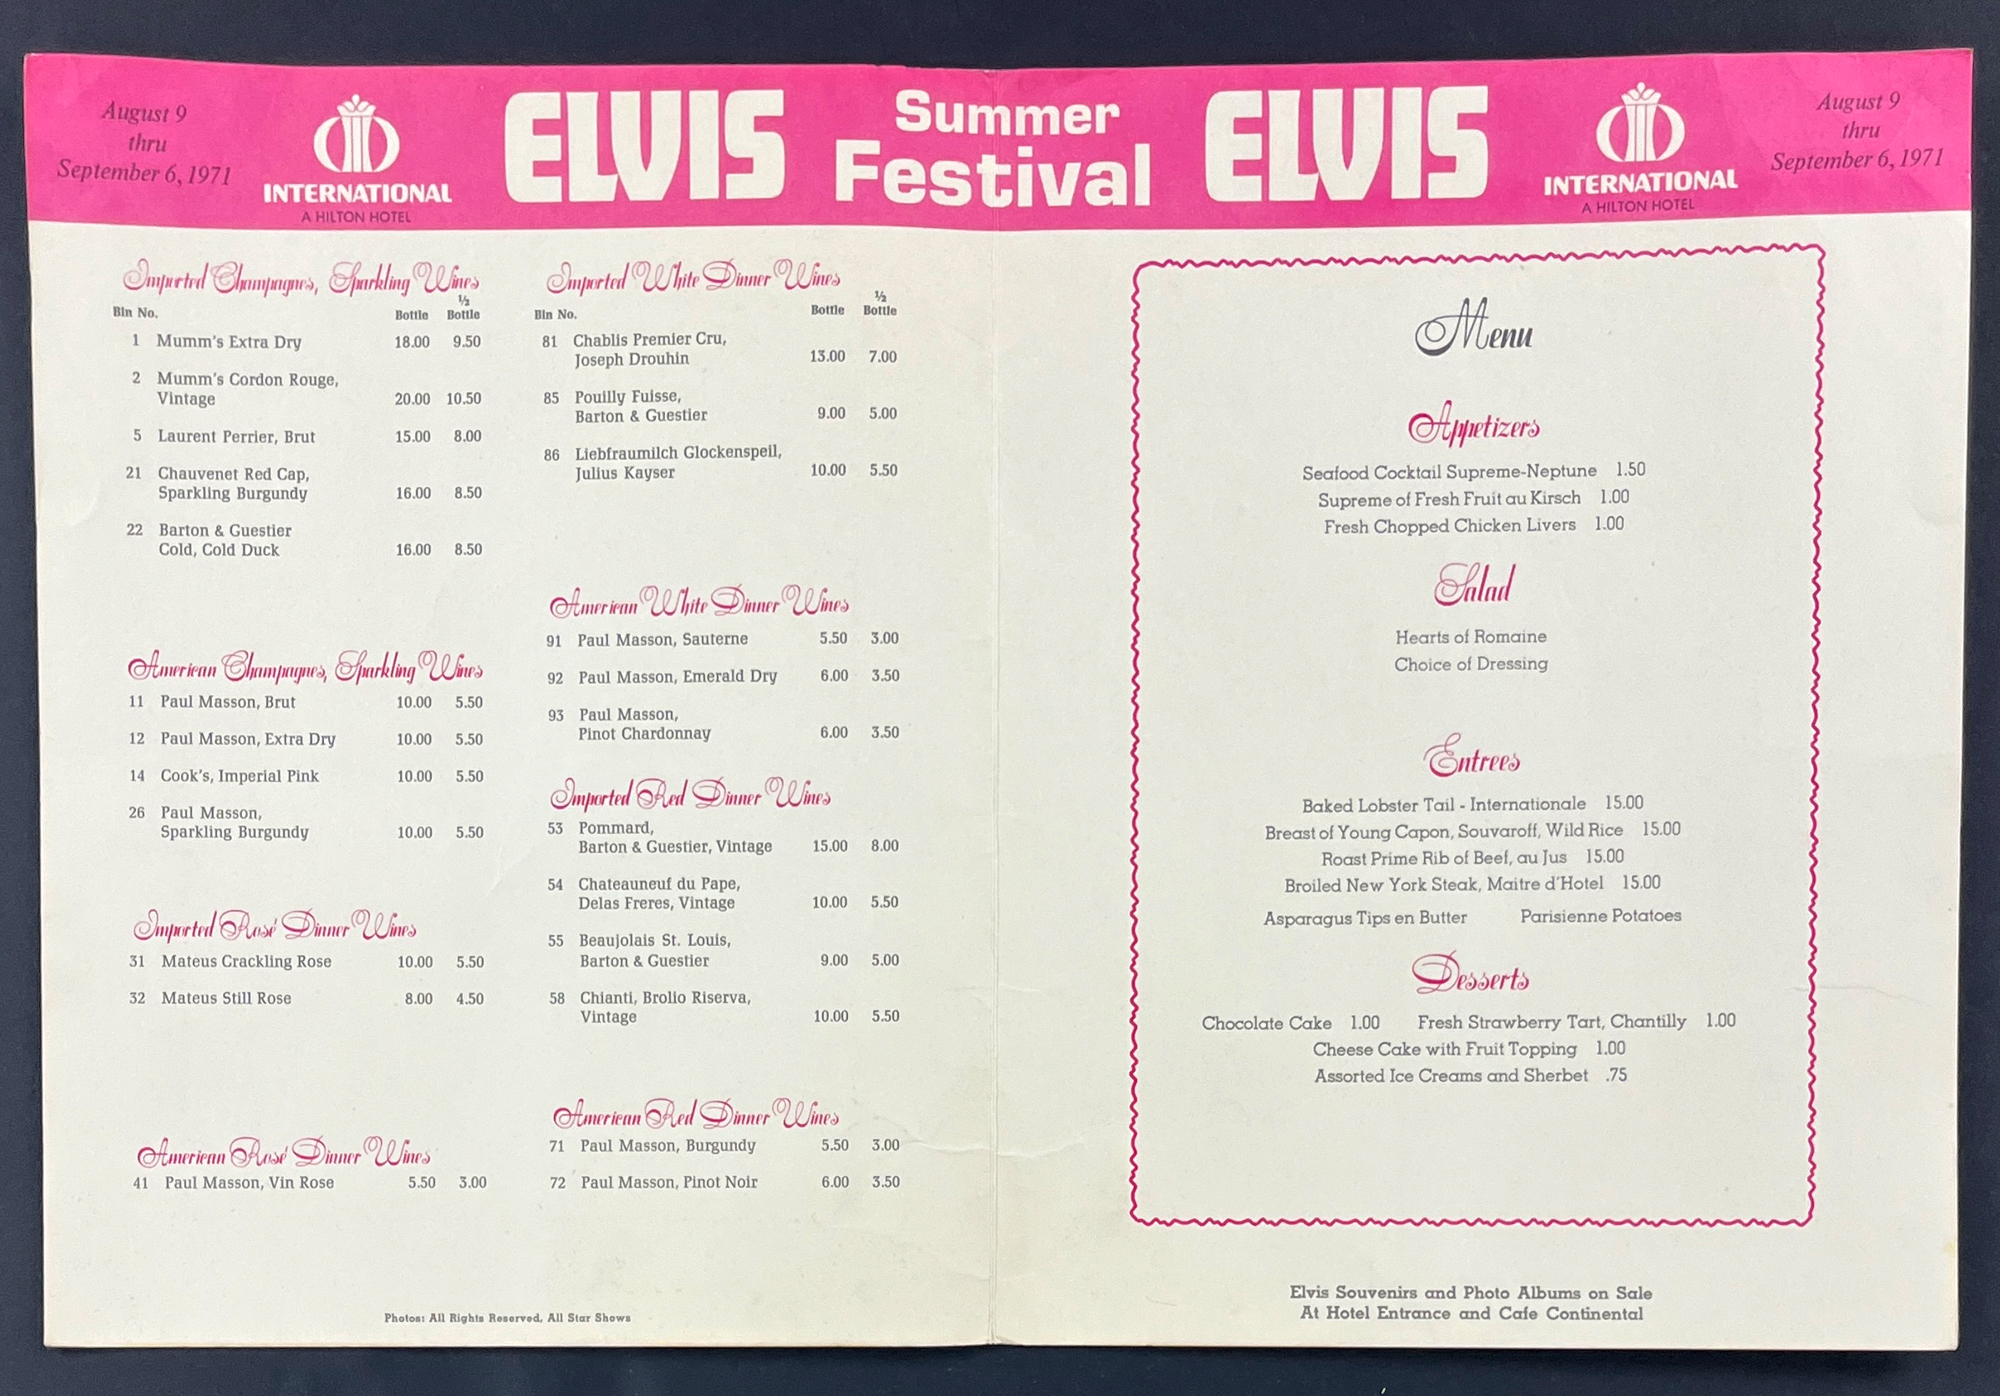 August 9
thru
September 6, 1971
INTERNATIONAL
A HILTON HOTEL
ELVIS
Summer
Festival
ELVIS
INTERNATIONAL
A HILTON HOTEL
August 9
thru
September 6, 1971
Imported Champagnes, Sparkling Wines
Bin No. Bottle ½ Bottle
1 Mumm's Extra Dry 18.00 9.50
2 Mumm's Cordon Rouge,
Vintage 20.00 10.50
5 Laurent Perrier, Brut 15.00 8.00
21 Chauvenet Red Cap,
Sparkling Burgundy 16.00 8.50
22 Barton & Guestier
Cold, Cold Duck 16.00 8.50
American Champagnes, Sparkling Wines
11 Paul Masson, Brut 10.00 5.50
12 Paul Masson, Extra Dry 10.00 5.50
14 Cook's, Imperial Pink 10.00 5.50
26 Paul Masson,
Sparkling Burgundy 10.00 5.50
Imported Rosé Dinner Wines
31 Mateus Crackling Rose 10.00 5.50
32 Mateus Still Rose 8.00 4.50
American Rosé Dinner Wines
41 Paul Masson, Vin Rose 5.50 3.00
Imported White Dinner Wines
Bin No. Bottle ½ Bottle
81 Chablis Premier Cru,
Joseph Drouhin 13.00 7.00
85 Pouilly Fuisse,
Barton & Guestier 9.00 5.00
86 Liebfraumilch Glockenspeil,
Julius Kayser 10.00 5.50
American White Dinner Wines
91 Paul Masson, Sauterne 5.50 3.00
92 Paul Masson, Emerald Dry 6.00 3.50
93 Paul Masson,
Pinot Chardonnay 6.00 3.50
Imported Red Dinner Wines
53 Pommard,
Barton & Guestier, Vintage 15.00 8.00
54 Chateauneuf du Pape,
Delas Freres, Vintage 10.00 5.50
55 Beaujolais St. Louis,
Barton & Guestier 9.00 5.00
58 Chianti, Brolio Riserva,
Vintage 10.00 5.50
American Red Dinner Wines
71 Paul Masson, Burgundy 5.50 3.00
72 Paul Masson, Pinot Noir 6.00 3.50
Photos: All Rights Reserved, All Star Shows
Menu
Appetizers
Seafood Cocktail Supreme-Neptune 1.50
Supreme of Fresh Fruit au Kirsch 1.00
Fresh Chopped Chicken Livers 1.00
Salad
Hearts of Romaine
Choice of Dressing
Entrees
Baked Lobster Tail - Internationale 15.00
Breast of Young Capon, Souvaroff, Wild Rice 15.00
Roast Prime Rib of Beef, au Jus 15.00
Broiled New York Steak, Maitre d'Hotel 15.00
Asparagus Tips en Butter Parisienne Potatoes
Desserts
Chocolate Cake 1.00 Fresh Strawberry Tart, Chantilly 1.00
Cheese Cake with Fruit Topping 1.00
Assorted Ice Creams and Sherbet .75
Elvis Souvenirs and Photo Albums on Sale
At Hotel Entrance and Cafe Continental